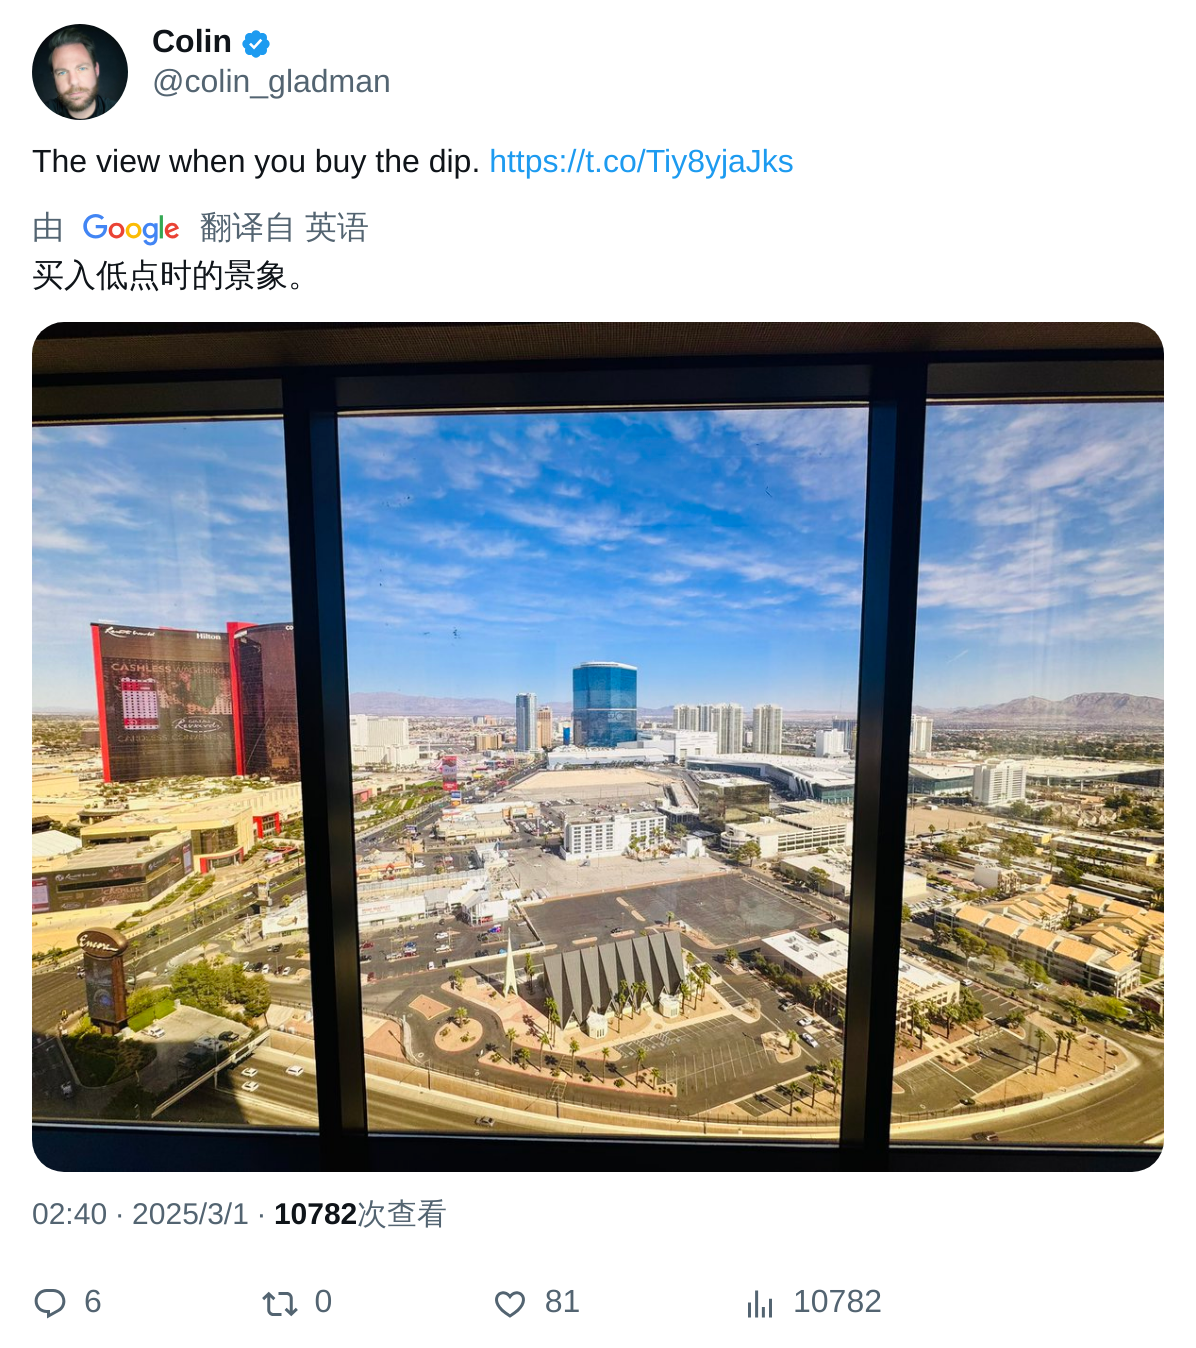 Colin
@colin_gladman
The view when you buy the dip. https://t.co/Tiy8yjaJks
由 Google 翻译自 英语
买入低点时的景象。
Resorts World
Hilton
CASHLESS WAGERING
Rewards
Encore
02:40 · 2025/3/1 · 10782次查看
6
0
81
10782